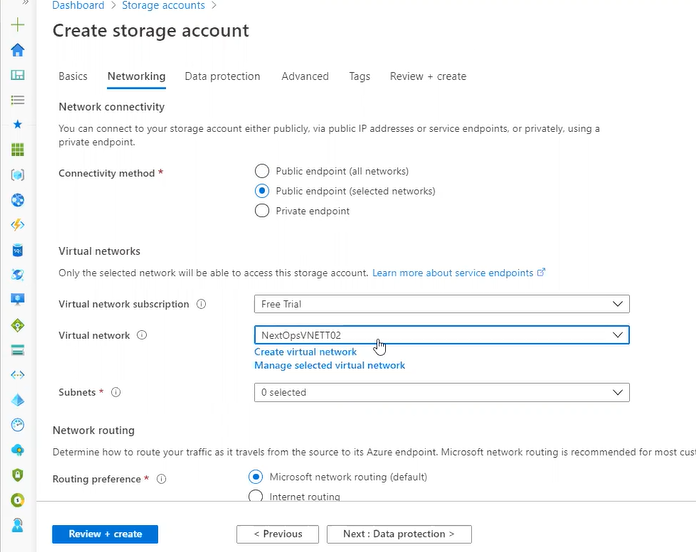 Dashboard > Storage accounts >
Create storage account
Basics Networking Data protection Advanced Tags Review + create
Network connectivity
You can connect to your storage account either publicly, via public IP addresses or service endpoints, or privately, using a
private endpoint.
Connectivity method *
Public endpoint (all networks)
Public endpoint (selected networks)
Private endpoint
Virtual networks
Only the selected network will be able to access this storage account. Learn more about service endpoints
Virtual network subscription
Free Trial
Virtual network
NextOpsVNETT02
Create virtual network
Manage selected virtual network
Subnets *
0 selected
Network routing
Determine how to route your traffic as it travels from the source to its Azure endpoint. Microsoft network routing is recommended for most cust
Routing preference *
Microsoft network routing (default)
Internet routing
Review + create
< Previous
Next : Data protection >